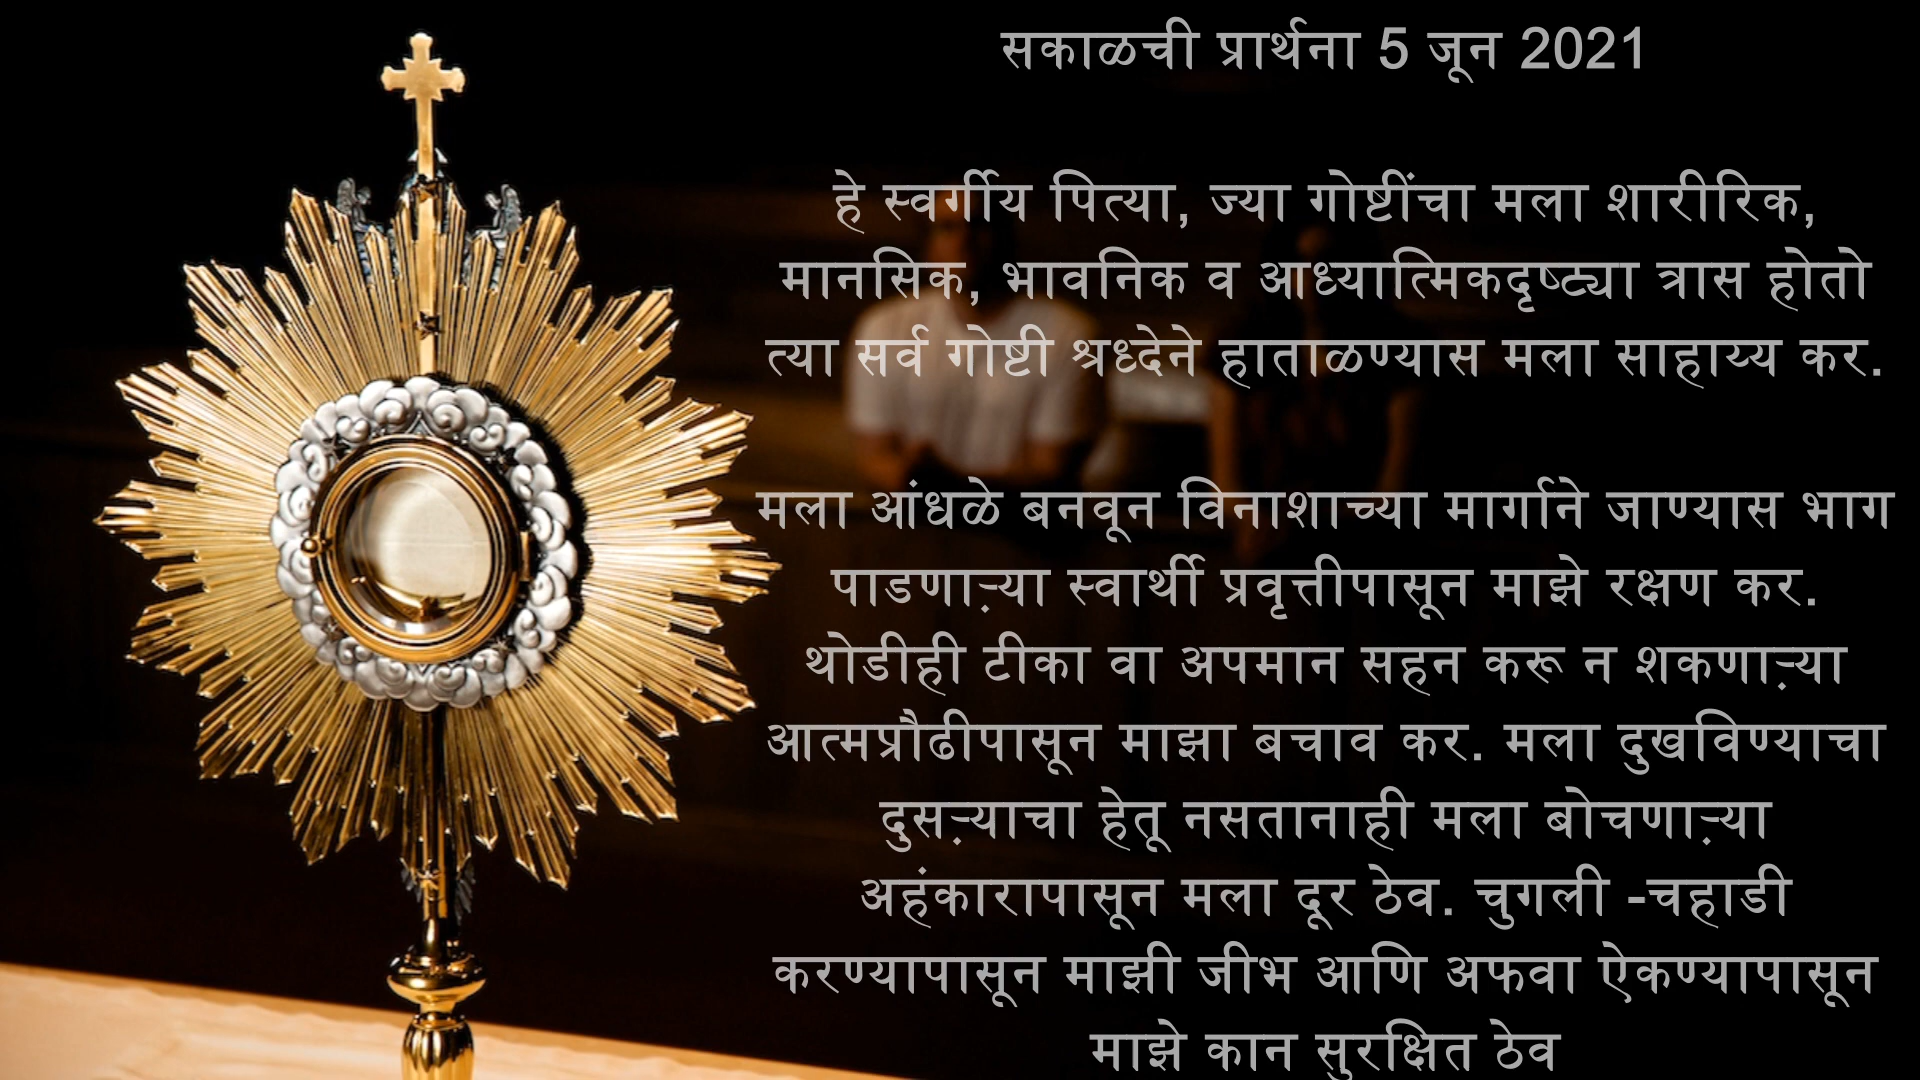 सकाळची प्रार्थना 5 जून 2021
हे स्वर्गीय पित्या, ज्या गोष्टींचा मला शारीरिक,
मानसिक, भावनिक व आध्यात्मिकदृष्ट्या त्रास होतो
त्या सर्व गोष्टी श्रध्देने हाताळण्यास मला साहाय्य कर.
मला आंधळे बनवून विनाशाच्या मार्गाने जाण्यास भाग
पाडणाऱ्या स्वार्थी प्रवृत्तीपासून माझे रक्षण कर.
थोडीही टीका वा अपमान सहन करू न शकणाऱ्या
आत्मप्रौढीपासून माझा बचाव कर. मला दुखविण्याचा
दुसऱ्याचा हेतू नसतानाही मला बोचणाऱ्या
अहंकारापासून मला दूर ठेव. चुगली -चहाडी
करण्यापासून माझी जीभ आणि अफवा ऐकण्यापासून
माझे कान सुरक्षित ठेव